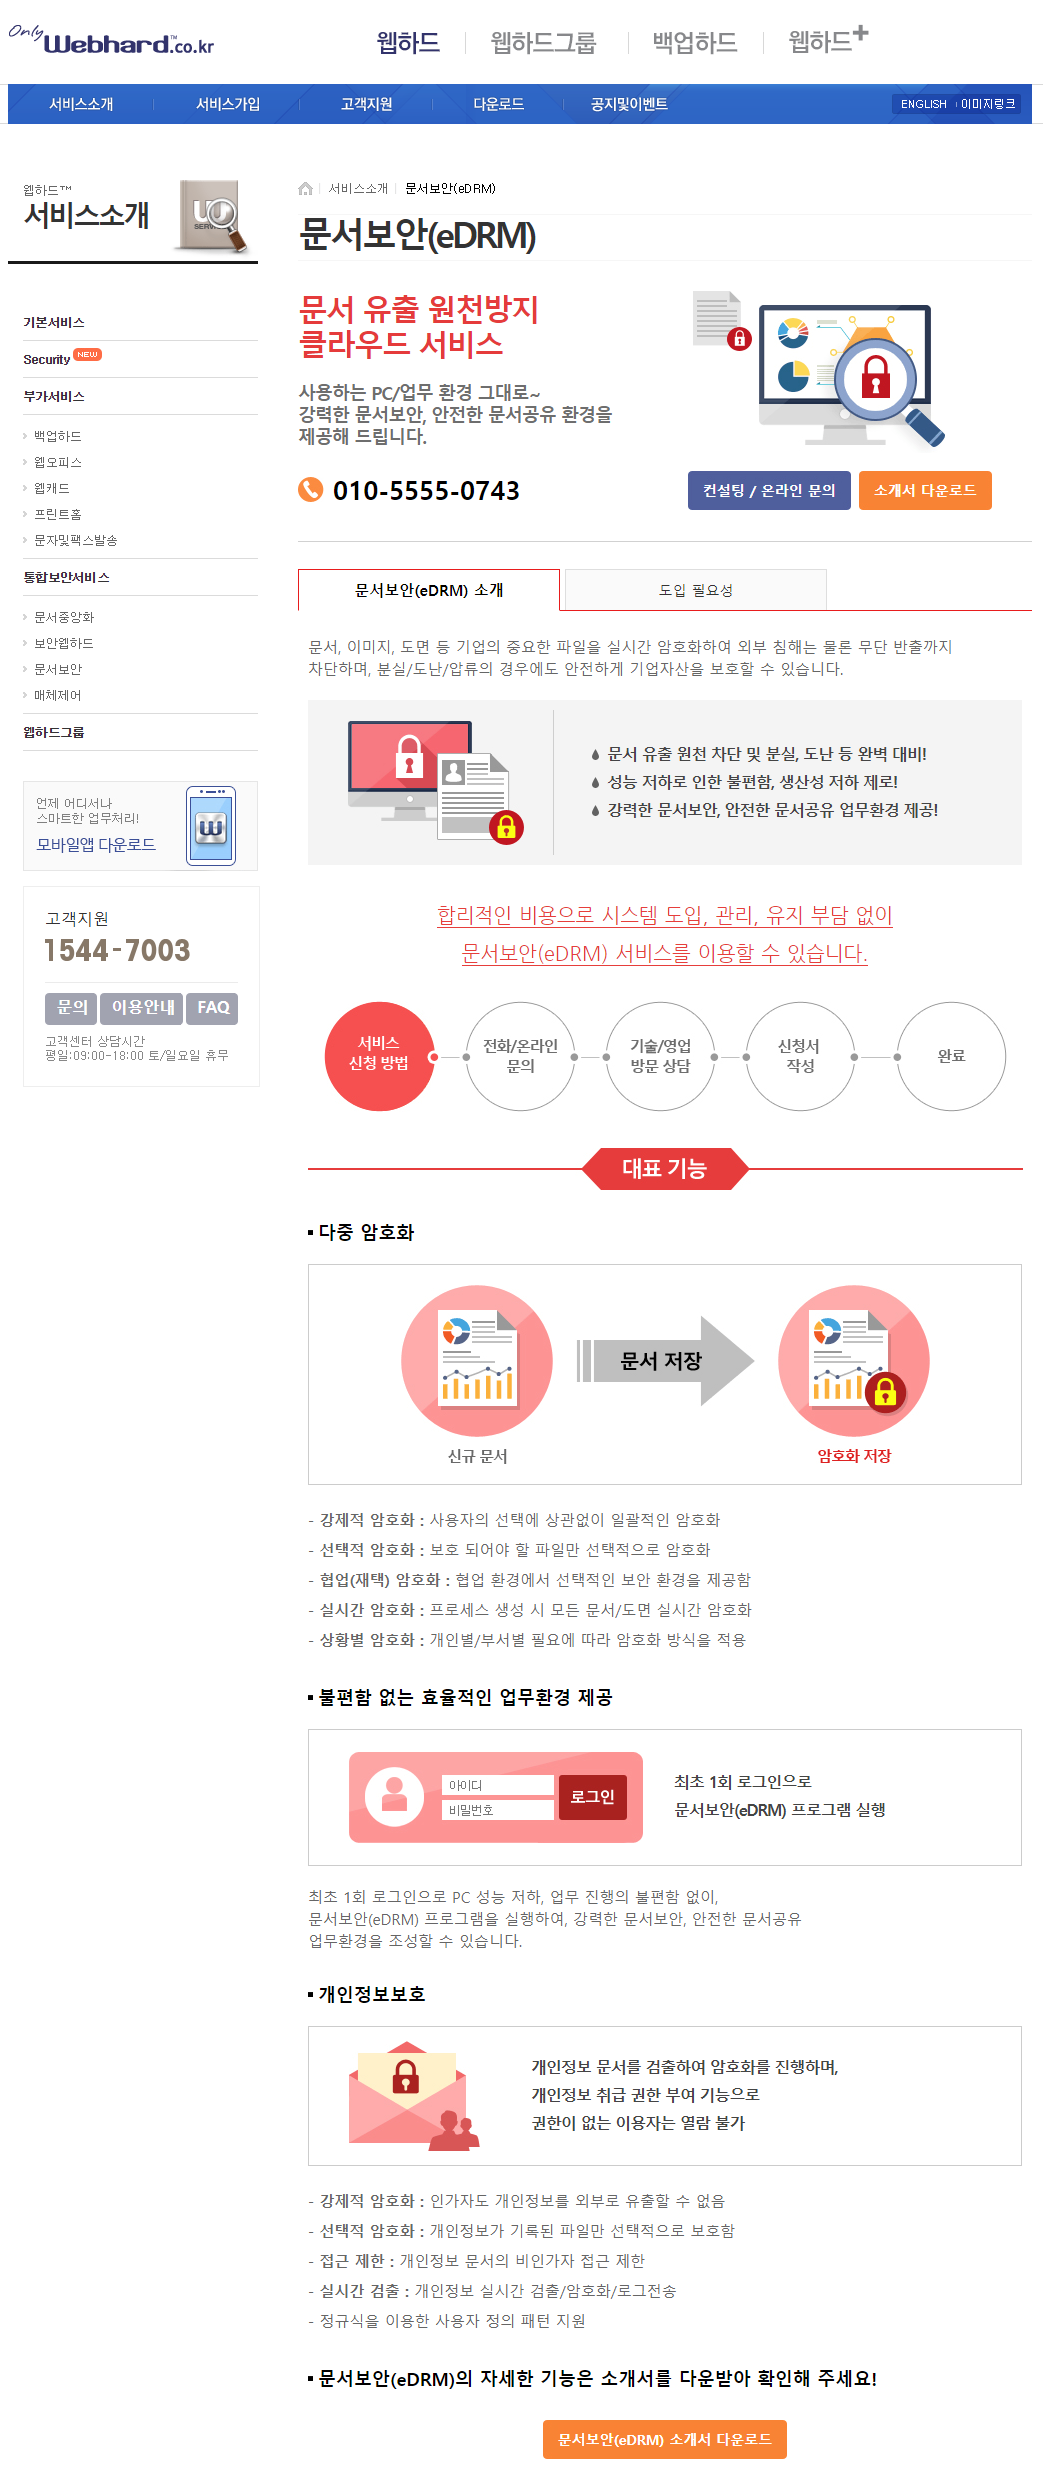 Only Webhard™.co.kr
웹하드 웹하드그룹 백업하드 웹하드+
서비스소개 서비스가입 고객지원 다운로드 공지및이벤트 ENGLISH 이미지링크
웹하드™
서비스소개
SERV
기본서비스
Security NEW
부가서비스
백업하드
웹오피스
웹캐드
프린트홈
문자및팩스발송
통합보안서비스
문서중앙화
보안웹하드
문서보안
매체제어
웹하드그룹
언제 어디서나
스마트한 업무처리!
모바일앱 다운로드
고객지원
1544-7003
문의 이용안내 FAQ
고객센터 상담시간
평일:09:00-18:00 토/일요일 휴무
서비스소개 문서보안(eDRM)
문서보안(eDRM)
문서 유출 원천방지
클라우드 서비스
사용하는 PC/업무 환경 그대로~
강력한 문서보안, 안전한 문서공유 환경을
제공해 드립니다.
010-5555-0743
컨설팅 / 온라인 문의 소개서 다운로드
문서보안(eDRM) 소개 도입 필요성
문서, 이미지, 도면 등 기업의 중요한 파일을 실시간 암호화하여 외부 침해는 물론 무단 반출까지
차단하며, 분실/도난/압류의 경우에도 안전하게 기업자산을 보호할 수 있습니다.
문서 유출 원천 차단 및 분실, 도난 등 완벽 대비!
성능 저하로 인한 불편함, 생산성 저하 제로!
강력한 문서보안, 안전한 문서공유 업무환경 제공!
합리적인 비용으로 시스템 도입, 관리, 유지 부담 없이
문서보안(eDRM) 서비스를 이용할 수 있습니다.
서비스
신청 방법
전화/온라인
문의
기술/영업
방문 상담
신청서
작성
완료
대표 기능
다중 암호화
문서 저장
신규 문서
암호화 저장
- 강제적 암호화 : 사용자의 선택에 상관없이 일괄적인 암호화
- 선택적 암호화 : 보호 되어야 할 파일만 선택적으로 암호화
- 협업(재택) 암호화 : 협업 환경에서 선택적인 보안 환경을 제공함
- 실시간 암호화 : 프로세스 생성 시 모든 문서/도면 실시간 암호화
- 상황별 암호화 : 개인별/부서별 필요에 따라 암호화 방식을 적용
불편함 없는 효율적인 업무환경 제공
아이디
비밀번호
로그인
최초 1회 로그인으로
문서보안(eDRM) 프로그램 실행
최초 1회 로그인으로 PC 성능 저하, 업무 진행의 불편함 없이,
문서보안(eDRM) 프로그램을 실행하여, 강력한 문서보안, 안전한 문서공유
업무환경을 조성할 수 있습니다.
개인정보보호
개인정보 문서를 검출하여 암호화를 진행하며,
개인정보 취급 권한 부여 기능으로
권한이 없는 이용자는 열람 불가
- 강제적 암호화 : 인가자도 개인정보를 외부로 유출할 수 없음
- 선택적 암호화 : 개인정보가 기록된 파일만 선택적으로 보호함
- 접근 제한 : 개인정보 문서의 비인가자 접근 제한
- 실시간 검출 : 개인정보 실시간 검출/암호화/로그전송
- 정규식을 이용한 사용자 정의 패턴 지원
문서보안(eDRM)의 자세한 기능은 소개서를 다운받아 확인해 주세요!
문서보안(eDRM) 소개서 다운로드